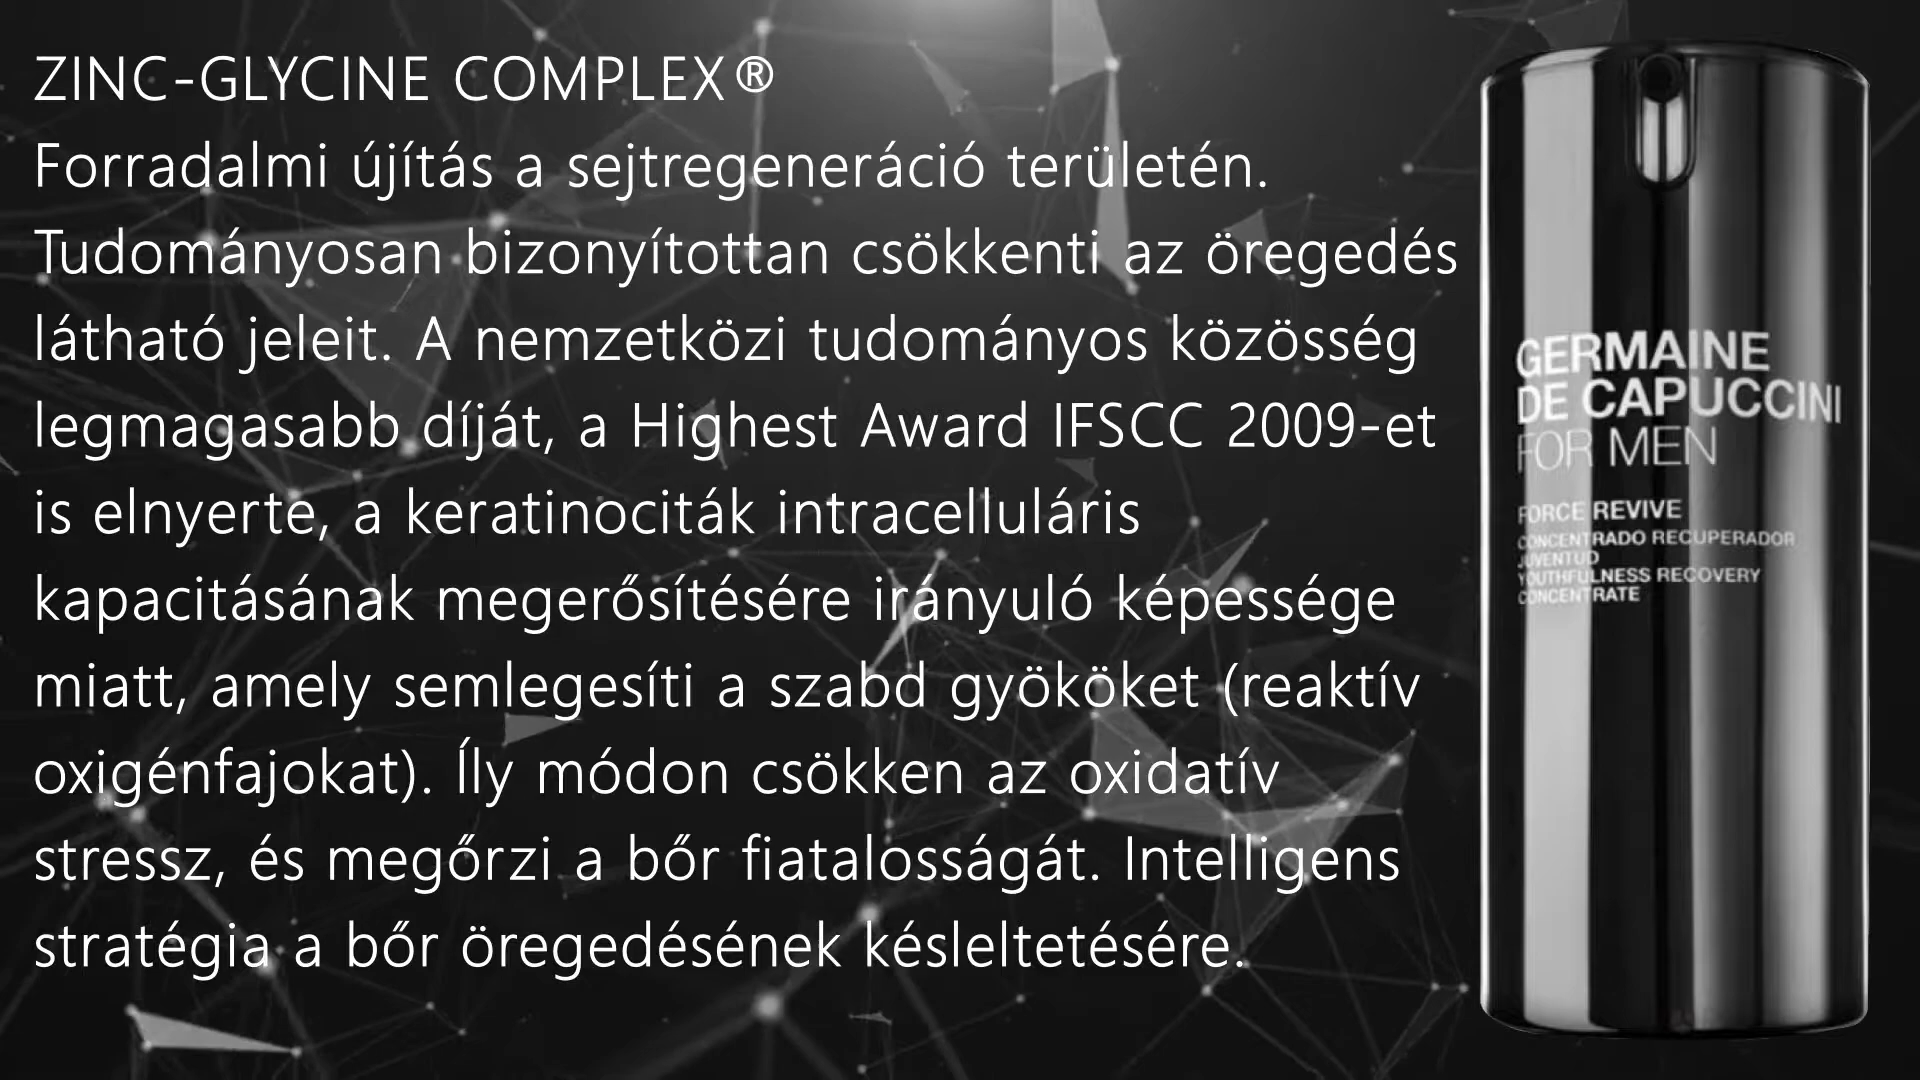 ZINC-GLYCINE COMPLEX®
Forradalmi újítás a sejtregeneráció területén.
Tudományosan bizonyítottan csökkenti az öregedés
látható jeleit. A nemzetközi tudományos közösség
legmagasabb díját, a Highest Award IFSCC 2009-et
is elnyerte, a keratinociták intracelluláris
kapacitásának megerősítésére irányuló képessége
miatt, amely semlegesíti a szabd gyököket (reaktív
oxigénfajokat). Íly módon csökken az oxidatív
stressz, és megőrzi a bőr fiatalosságát. Intelligens
stratégia a bőr öregedésének késleltetésére.
GERMAINE
DE CAPUCCINI
FOR MEN
FORCE REVIVE
CONCENTRADO RECUPERADOR
JUVENTUD
YOUTHFULNESS RECOVERY
CONCENTRATE